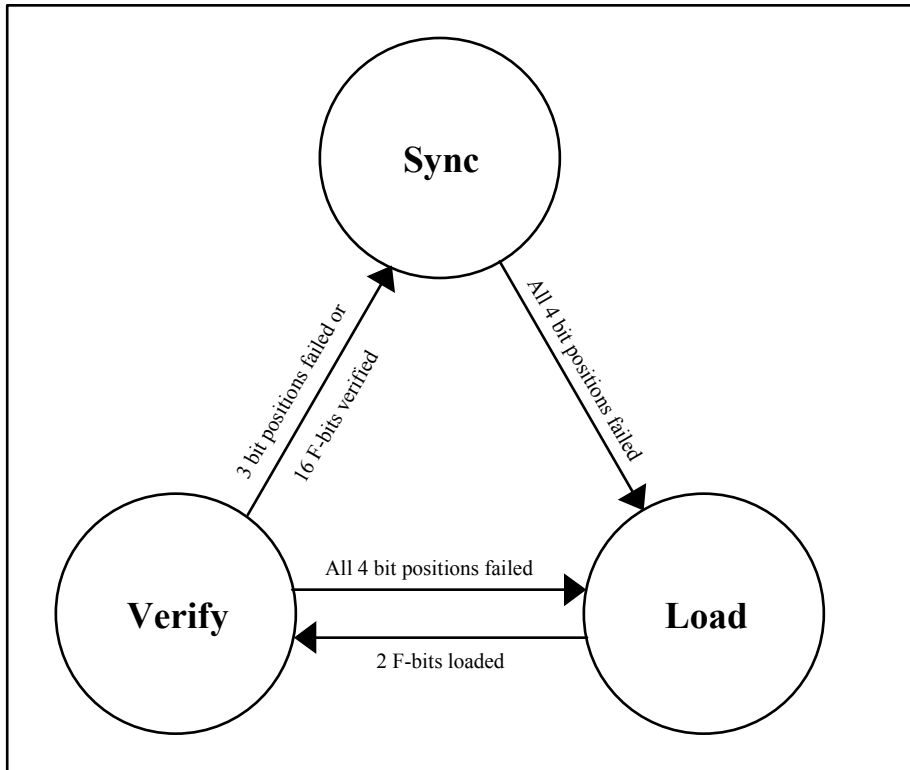 Sync
3 bit positions failed or
16 F-bits verified
All 4 bit positions failed
All 4 bit positions failed
Verify
Load
2 F-bits loaded